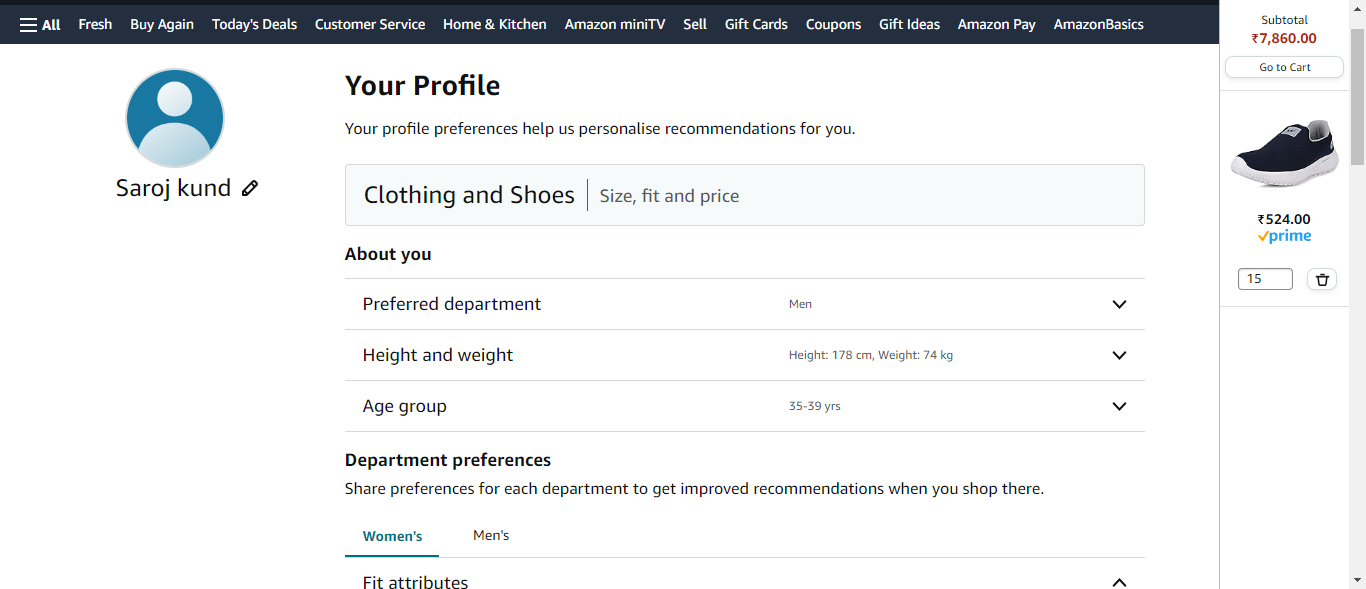 All Fresh Buy Again Today's Deals Customer Service Home & Kitchen Amazon miniTV Sell Gift Cards Coupons Gift Ideas Amazon Pay AmazonBasics
Saroj kund
Your Profile
Your profile preferences help us personalise recommendations for you.
Clothing and Shoes Size, fit and price
About you
Preferred department Men
Height and weight Height: 178 cm, Weight: 74 kg
Age group 35-39 yrs
Department preferences
Share preferences for each department to get improved recommendations when you shop there.
Women's Men's
Fit attributes
Subtotal
₹7,860.00
Go to Cart
₹524.00
prime
15